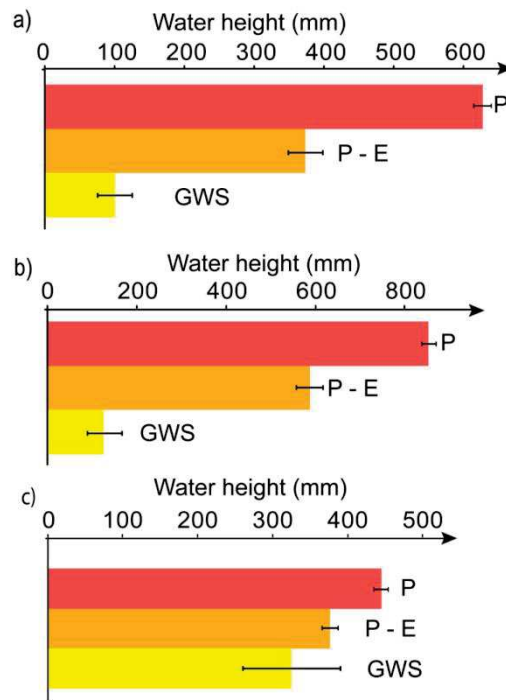 a)
Water height (mm)
0 100 200 300 400 500 600
P
P - E
GWS
b)
Water height (mm)
0 200 400 600 800
P
P - E
GWS
c)
Water height (mm)
0 100 200 300 400 500
P
P - E
GWS